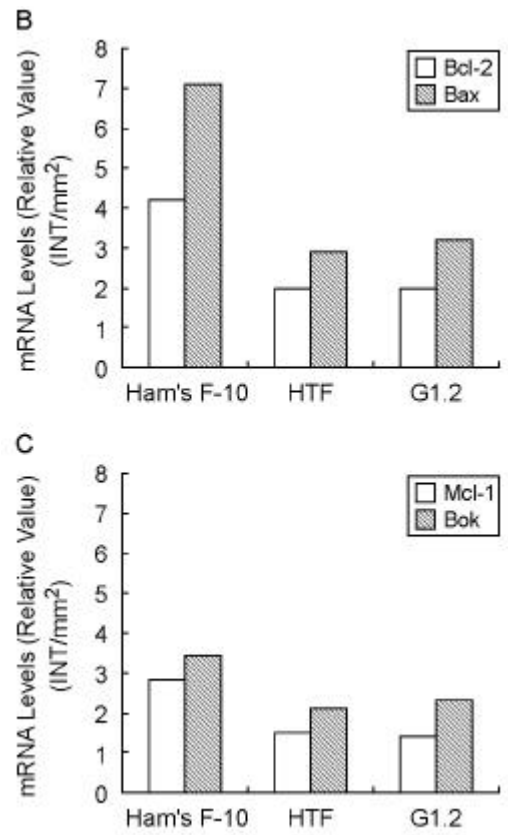 B
mRNA Levels (Relative Value)
(INT/mm²)
8
7
6
5
4
3
2
1
0
Bcl-2
Bax
Ham's F-10 HTF G1.2
C
mRNA Levels (Relative Value)
(INT/mm²)
8
7
6
5
4
3
2
1
0
Mcl-1
Bok
Ham's F-10 HTF G1.2